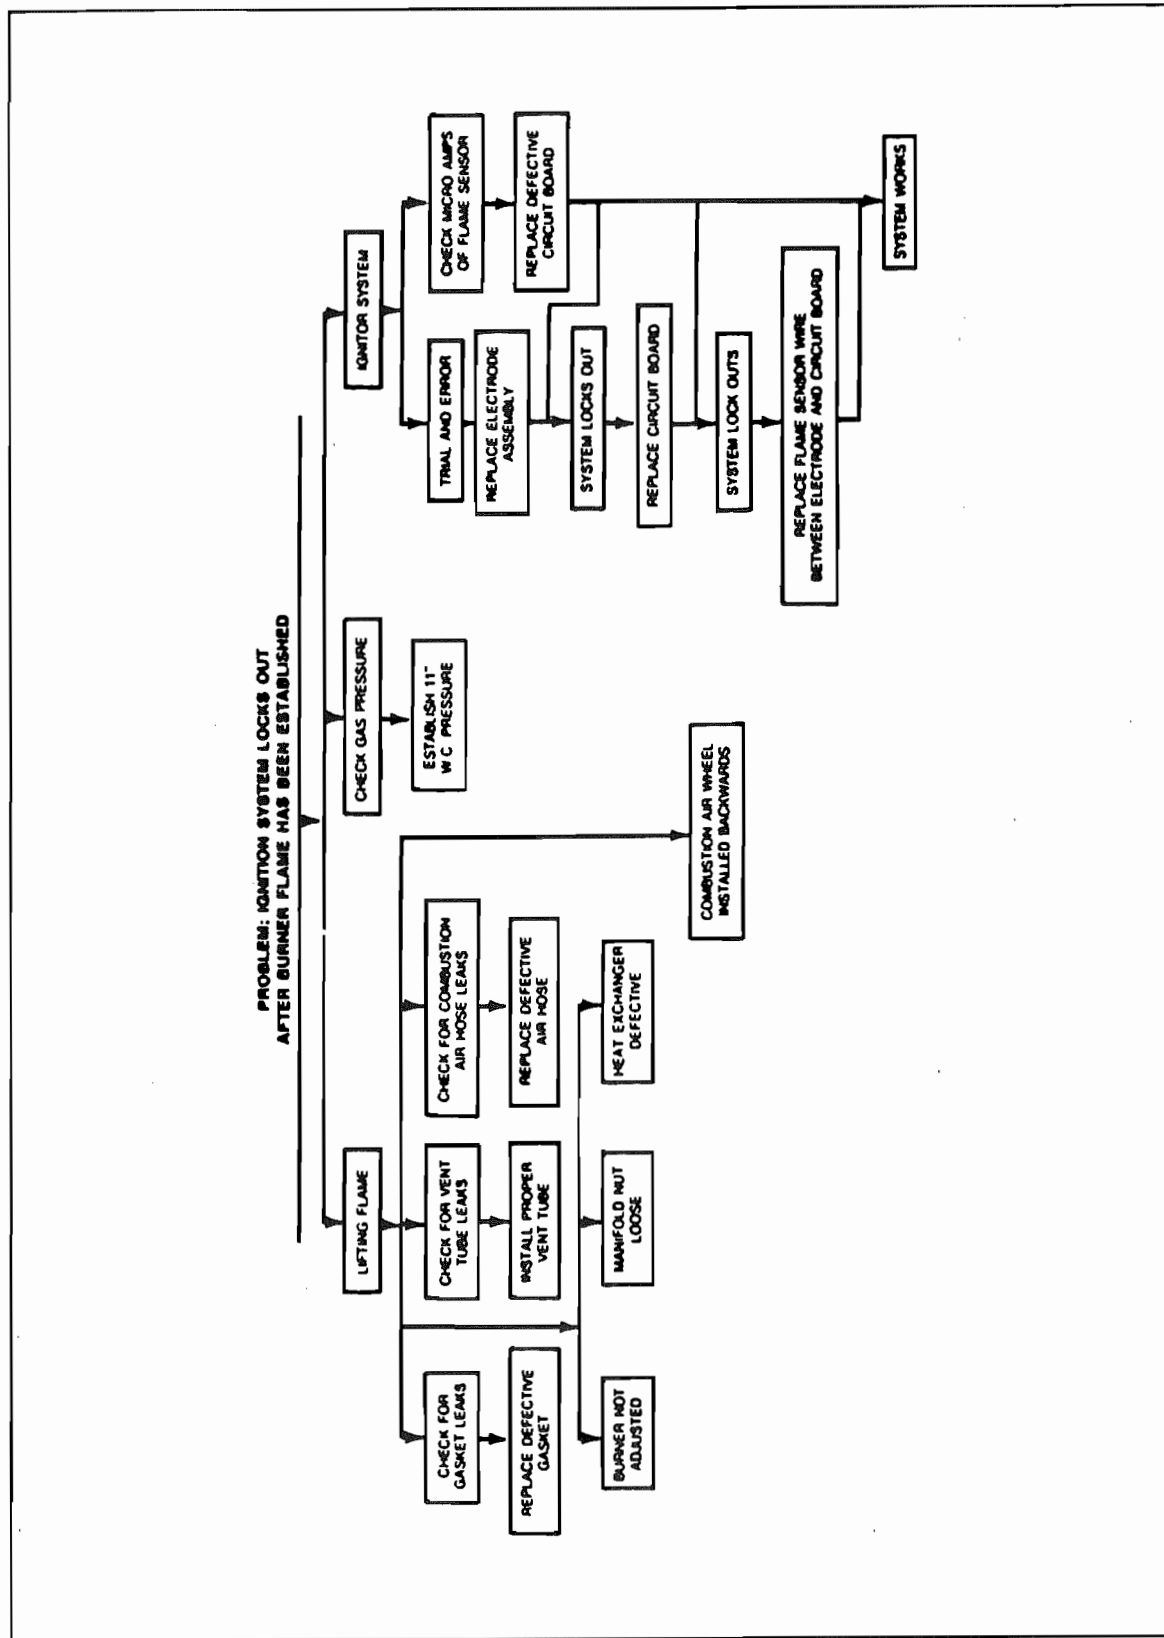 PROBLEM: IGNITION SYSTEM LOCKS OUT
AFTER BURNER FLAME HAS BEEN ESTABLISHED
LIFTING FLAME
CHECK GAS PRESSURE
IGNITOR SYSTEM
CHECK FOR
GASKET LEAKS
CHECK FOR VENT
TUBE LEAKS
CHECK FOR COMBUSTION
AIR HOSE LEAKS
ESTABLISH 11"
W C PRESSURE
TRIAL AND ERROR
CHECK MICRO AMPS
OF FLAME SENSOR
REPLACE DEFECTIVE
GASKET
INSTALL PROPER
VENT TUBE
REPLACE DEFECTIVE
AIR HOSE
REPLACE ELECTRODE
ASSEMBLY
REPLACE DEFECTIVE
CIRCUIT BOARD
BURNER NOT
ADJUSTED
MANIFOLD NUT
LOOSE
HEAT EXCHANGER
DEFECTIVE
SYSTEM LOCKS OUT
REPLACE CIRCUIT BOARD
COMBUSTION AIR WHEEL
INSTALLED BACKWARDS
SYSTEM LOCK OUTS
REPLACE FLAME SENSOR WIRE
BETWEEN ELECTRODE AND CIRCUIT BOARD
SYSTEM WORKS